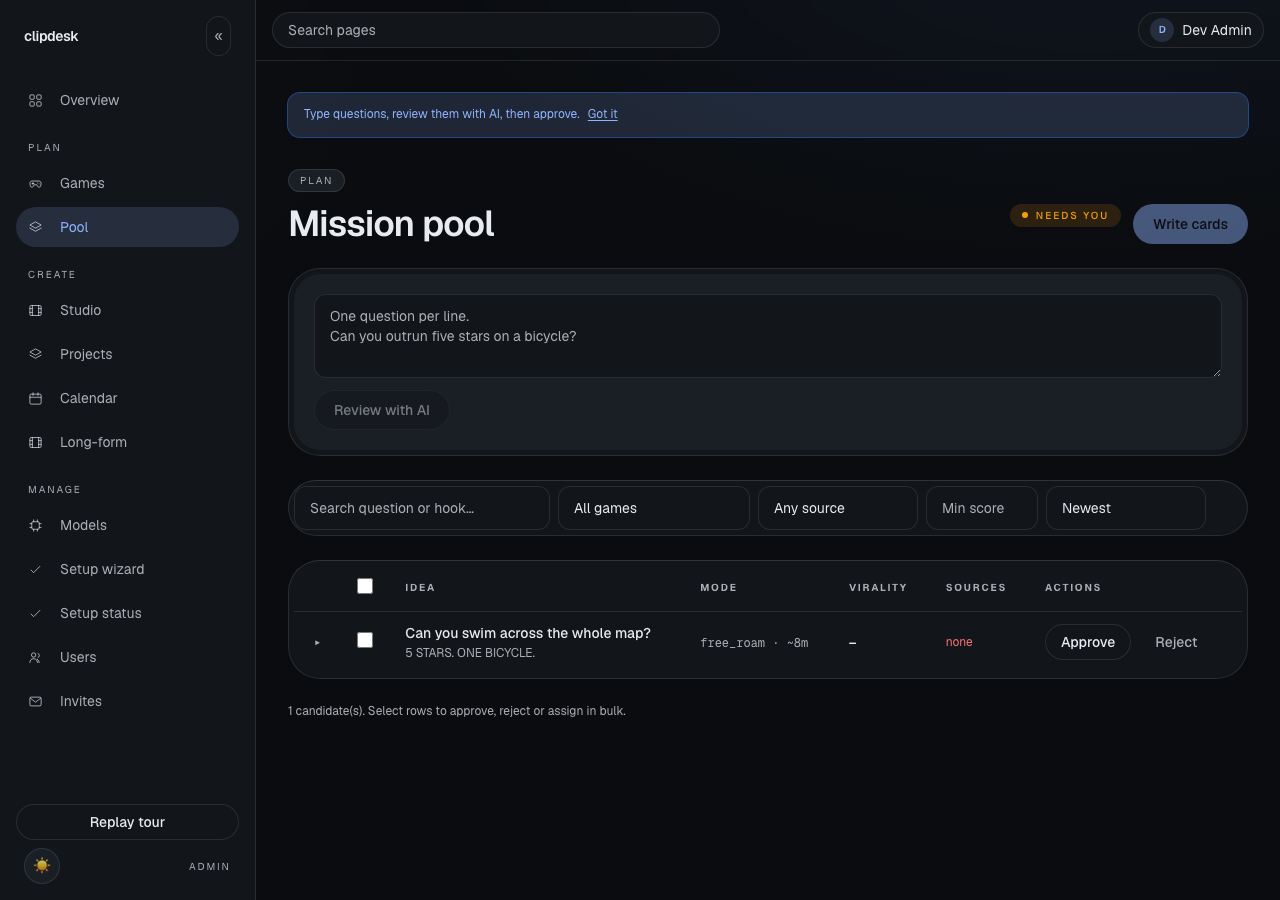 clipdesk
«
Search pages
D
Dev Admin
Overview
PLAN
Games
Pool
CREATE
Studio
Projects
Calendar
Long-form
MANAGE
Models
Setup wizard
Setup status
Users
Invites
Replay tour
ADMIN
Type questions, review them with AI, then approve. Got it
PLAN
Mission pool
NEEDS YOU
Write cards
One question per line.
Can you outrun five stars on a bicycle?
Review with AI
Search question or hook...
All games
Any source
Min score
Newest
IDEA MODE VIRALITY SOURCES ACTIONS
Can you swim across the whole map?
5 STARS. ONE BICYCLE.
free_roam · ~8m
–
none
Approve
Reject
1 candidate(s). Select rows to approve, reject or assign in bulk.